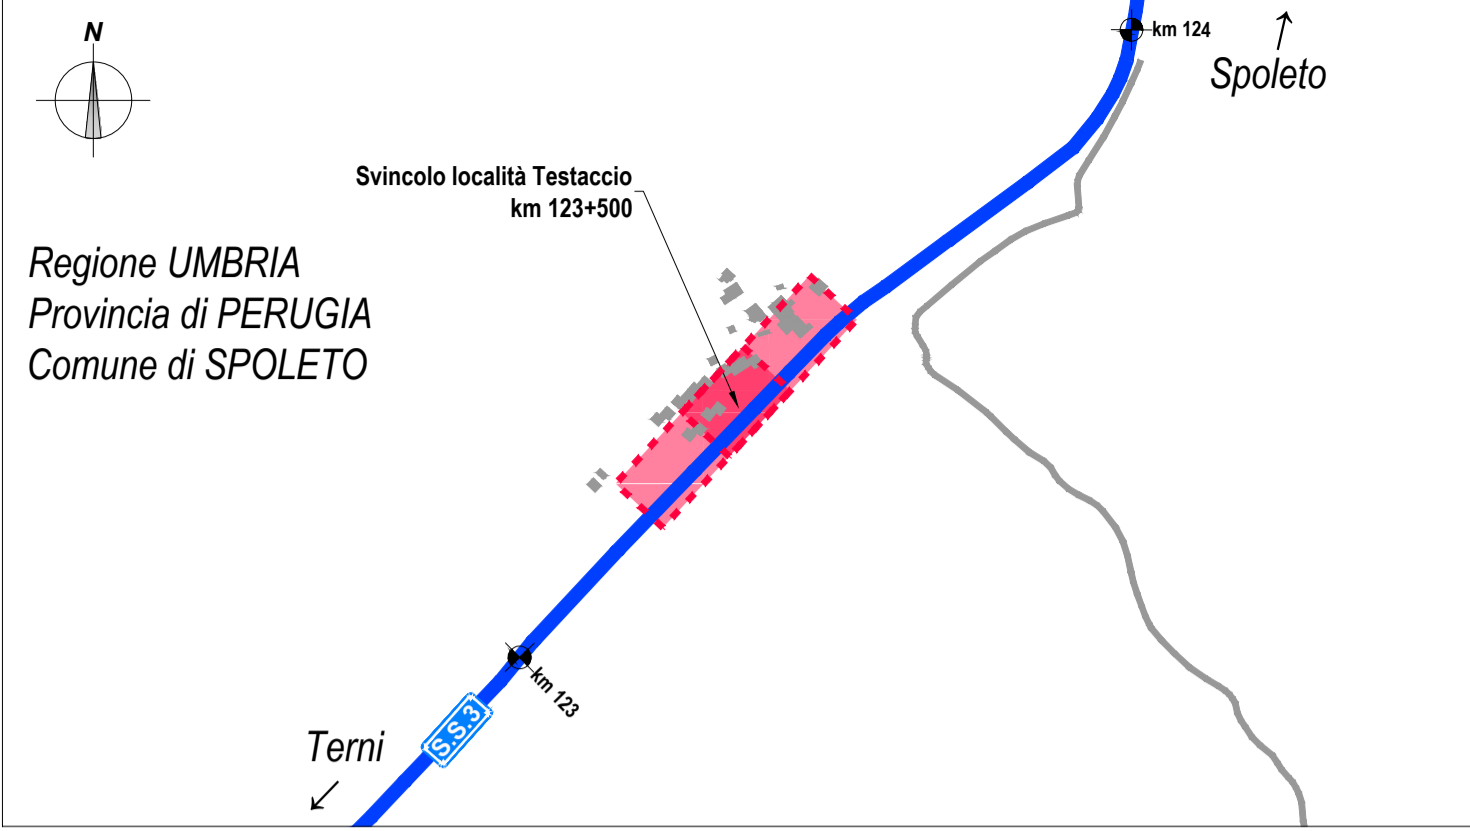 N
km 124
Spoleto
Svincolo località Testaccio
km 123+500
Regione UMBRIA
Provincia di PERUGIA
Comune di SPOLETO
km 123
S.S.3
Terni